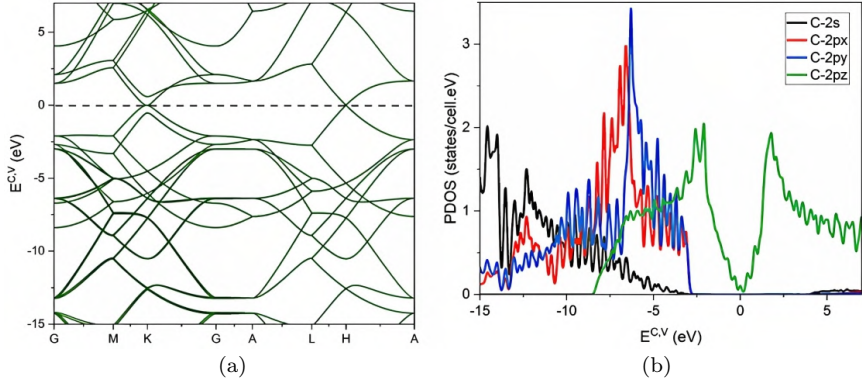 5
0
-5
-10
-15
E^C,V (eV)
G M K G A L H A
(a)
3
2
1
0
PDOS (states/cell.eV)
C-2s
C-2px
C-2py
C-2pz
-15 -10 -5 0 5
E^C,V (eV)
(b)